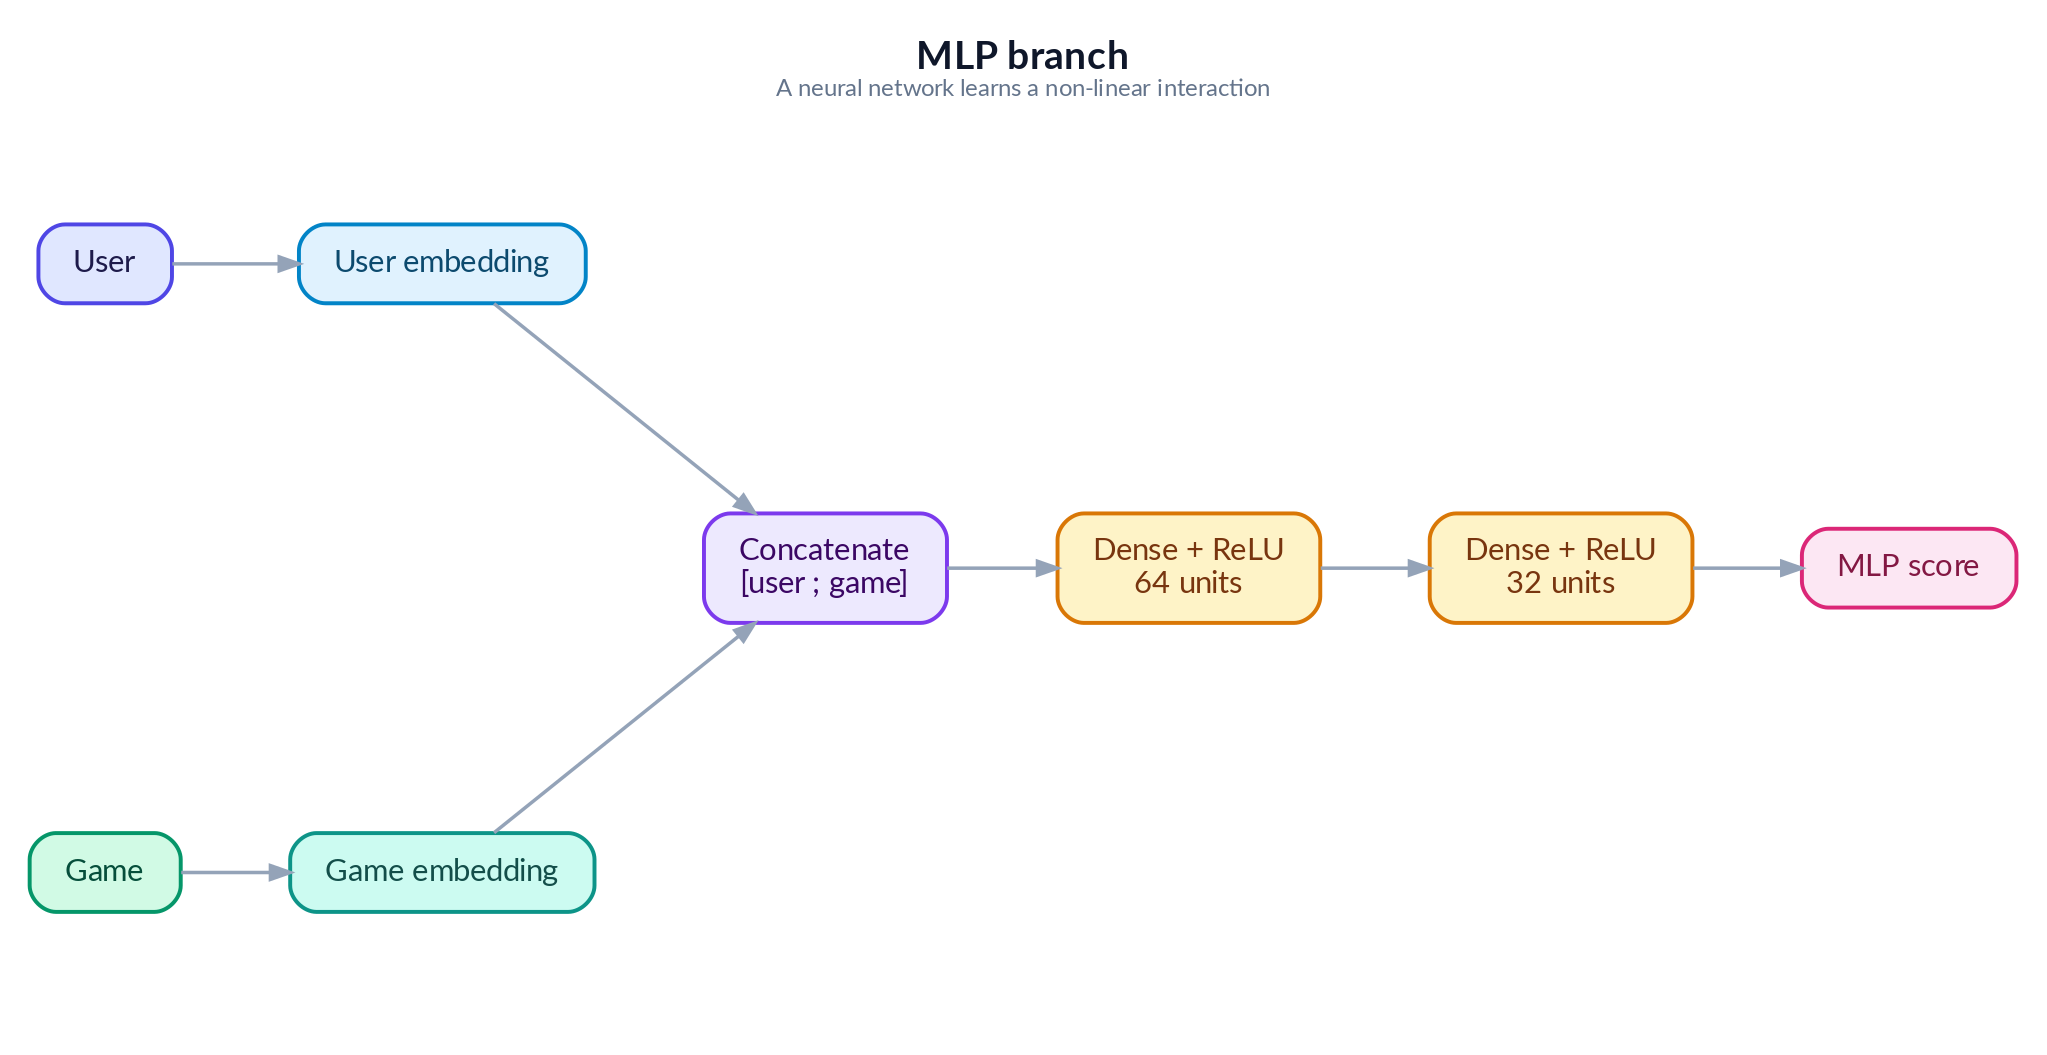 MLP branch
A neural network learns a non-linear interaction
User
User embedding
Concatenate
[user ; game]
Dense + ReLU
64 units
Dense + ReLU
32 units
MLP score
Game
Game embedding